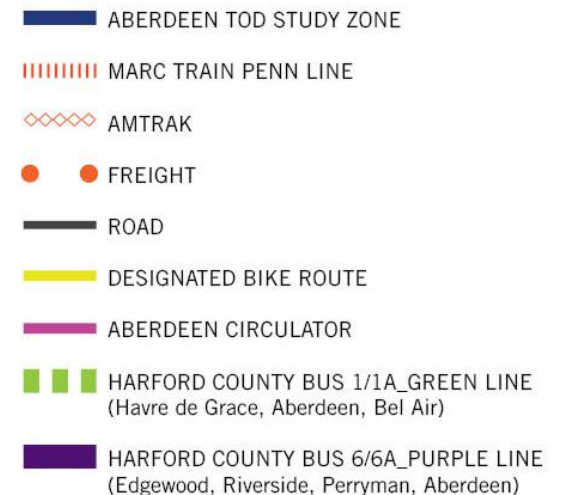 ABERDEEN TOD STUDY ZONE
MARC TRAIN PENN LINE
AMTRAK
FREIGHT
ROAD
DESIGNATED BIKE ROUTE
ABERDEEN CIRCULATOR
HARFORD COUNTY BUS 1/1A_GREEN LINE
(Havre de Grace, Aberdeen, Bel Air)
HARFORD COUNTY BUS 6/6A_PURPLE LINE
(Edgewood, Riverside, Perryman, Aberdeen)